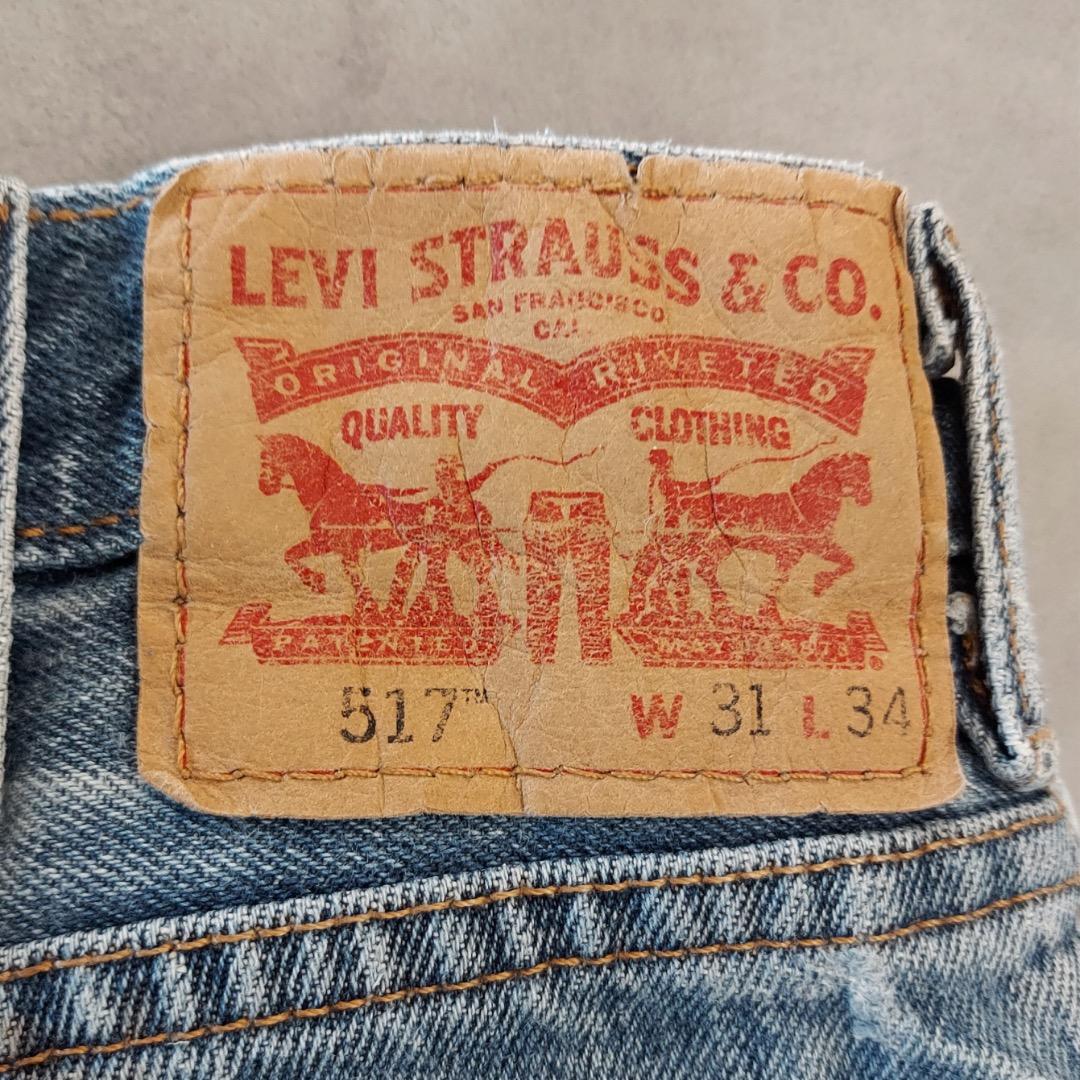 LEVI STRAUSS & CO.
SAN FRANCISCO
CAL.
ORIGINAL RIVETED
QUALITY CLOTHING
517™ W 31 L 34